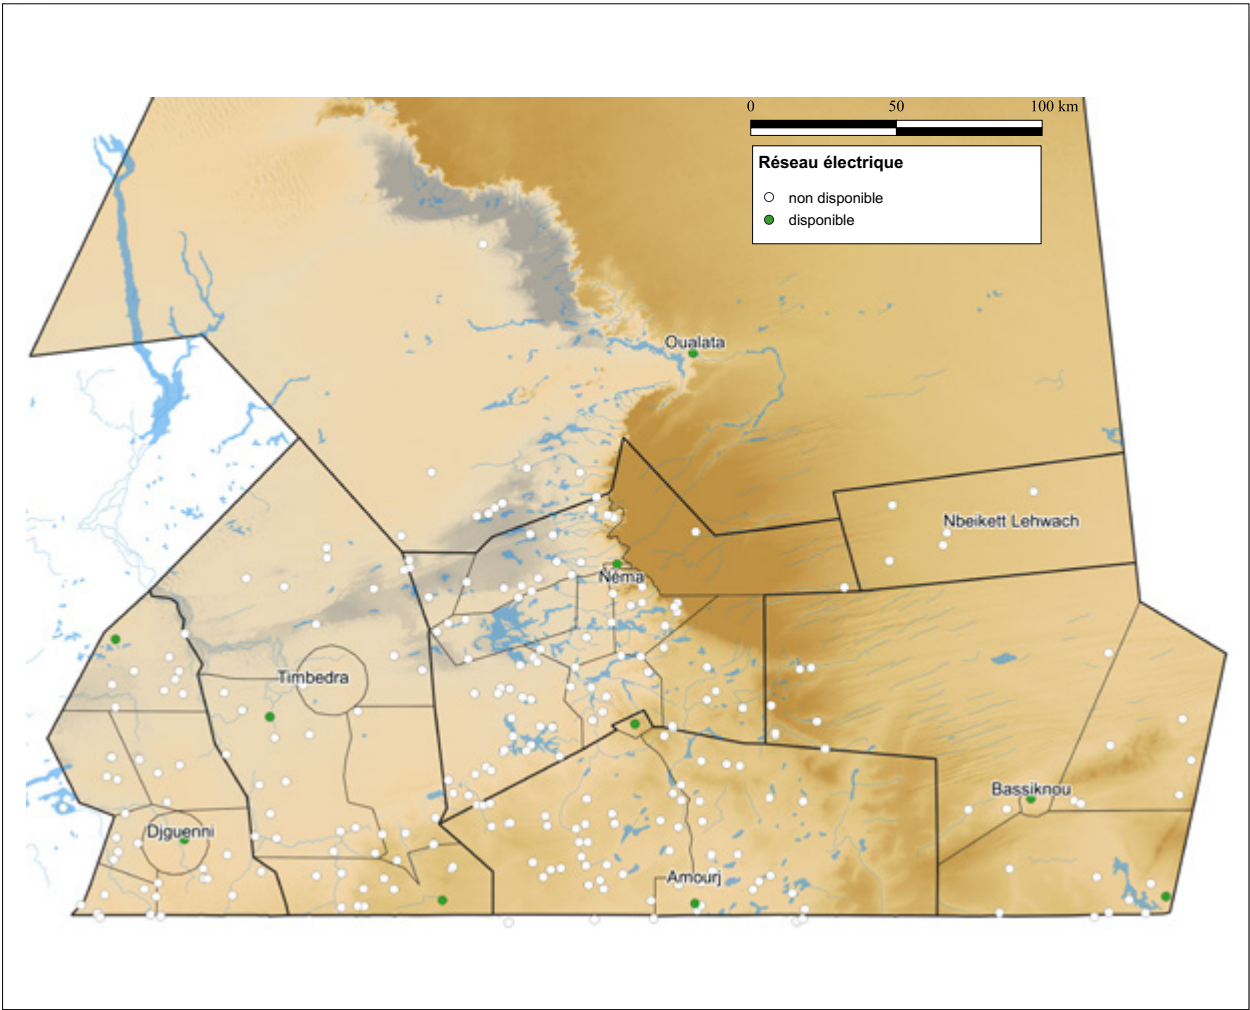 0 50 100 km
Réseau électrique
non disponible
disponible
Oualata
Nbeikett Lehwach
Néma
Timbedra
Bassiknou
Djguenni
Amourj